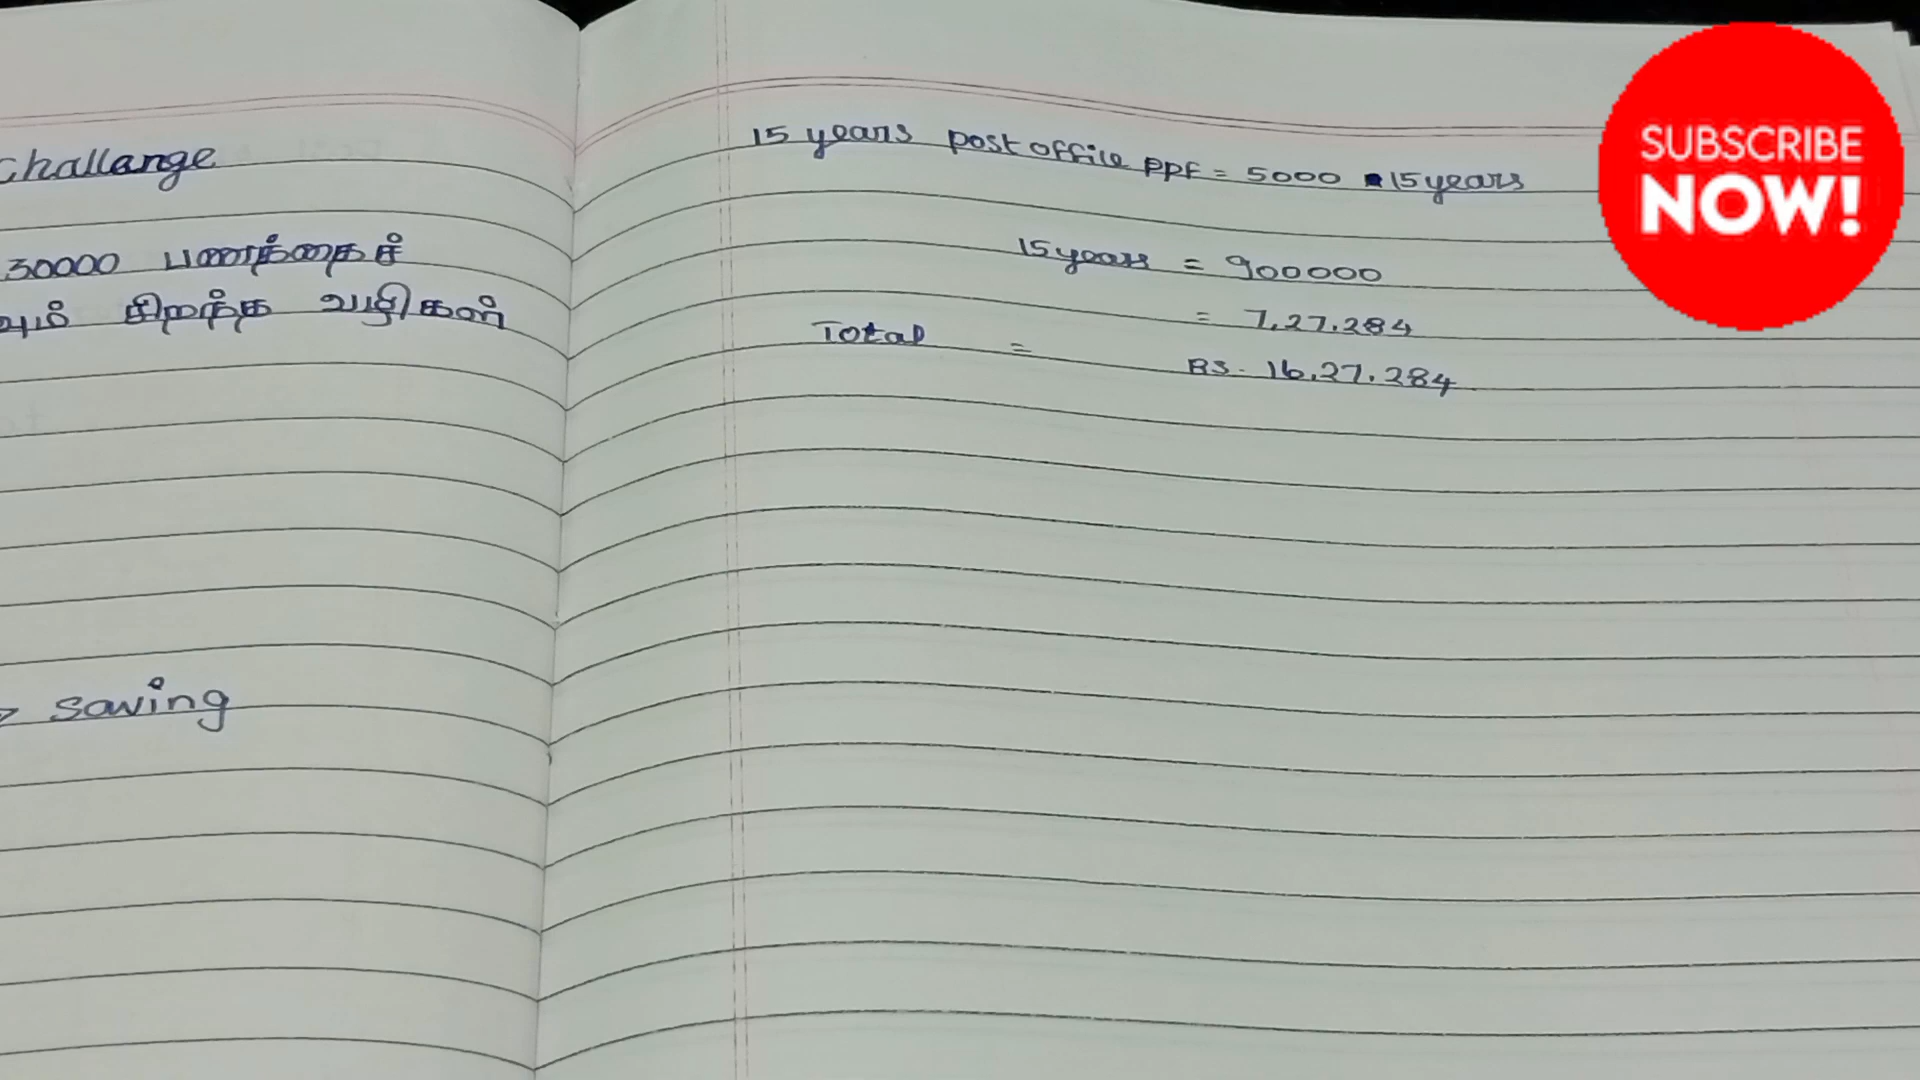 challange
30000 பணத்தைச்
வும் சிறந்த வழிகள்
> saving
15 years post office PPF = 5000 15 years
15 years = 900000
= 7,27,284
Total = RS. 16,27,284
SUBSCRIBE
NOW!